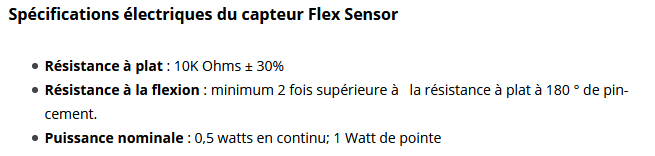 Spécifications électriques du capteur Flex Sensor
● Résistance à plat : 10K Ohms ± 30%
● Résistance à la flexion : minimum 2 fois supérieure à la résistance à plat à 180 ° de pin-
cement.
● Puissance nominale : 0,5 watts en continu; 1 Watt de pointe